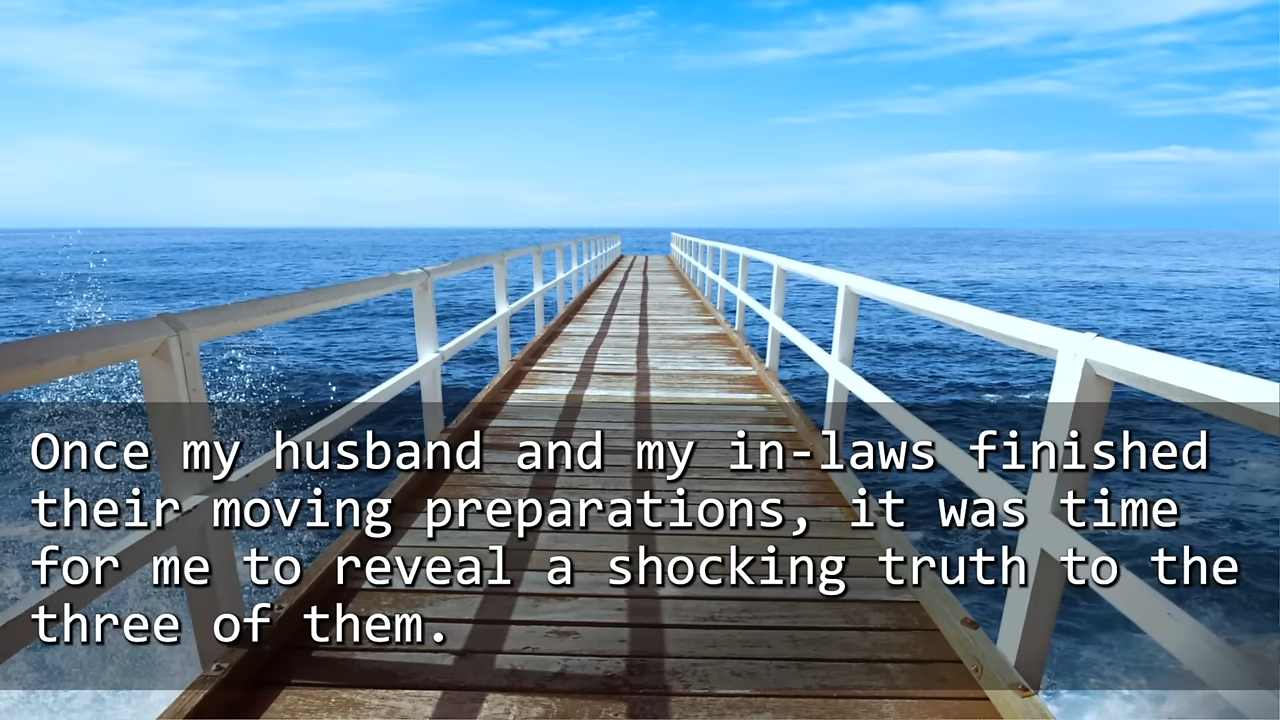 Once my husband and my in-laws finished
their moving preparations, it was time
for me to reveal a shocking truth to the
three of them.